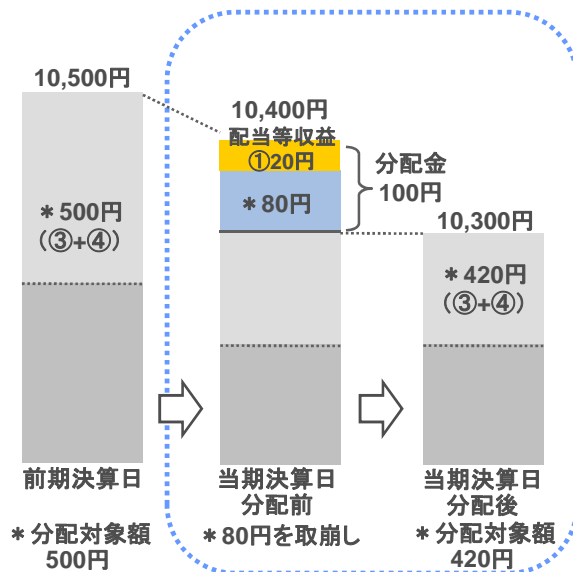 10,500円
＊500円
（③+④）
前期決算日
＊分配対象額
500円
10,400円
配当等収益
①20円
＊80円
分配金
100円
当期決算日
分配前
＊80円を取崩し
10,300円
＊420円
（③+④）
当期決算日
分配後
＊分配対象額
420円